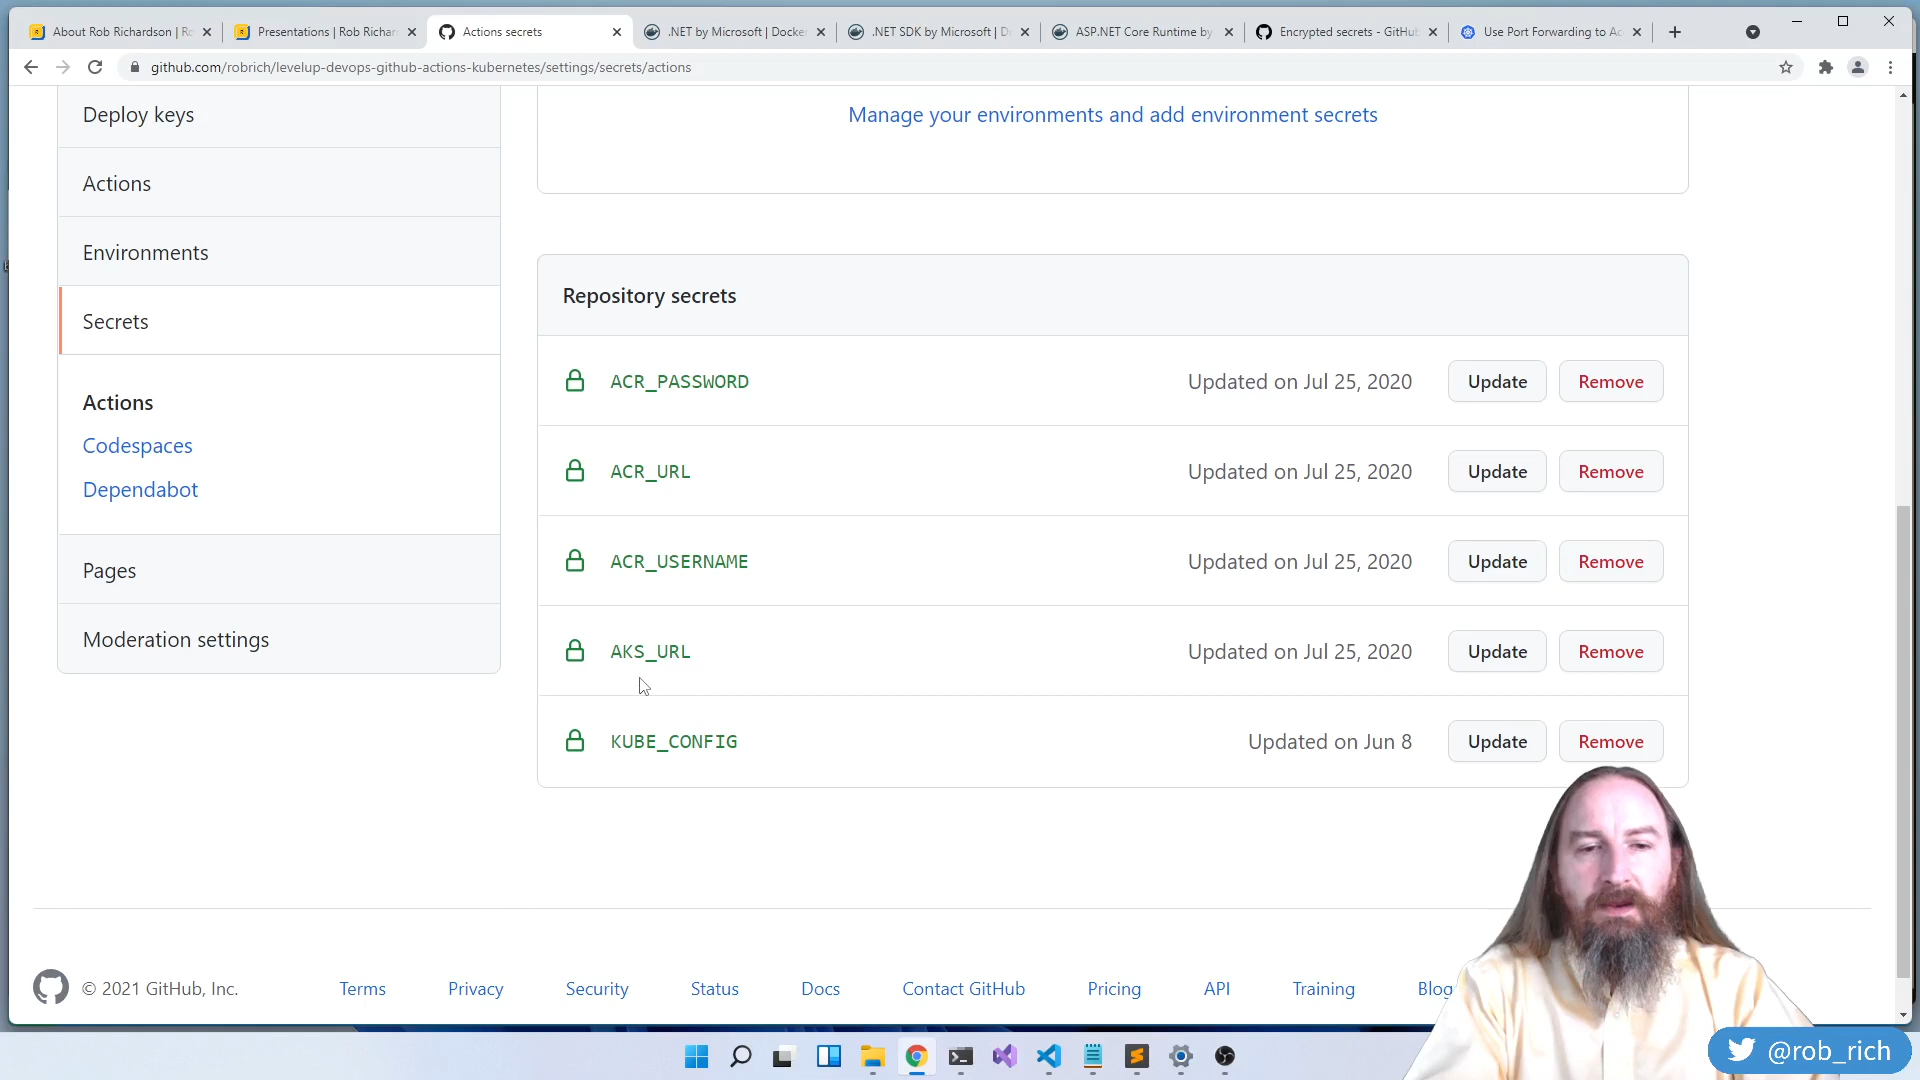 About Rob Richardson | Ro
Presentations | Rob Richar
Actions secrets
.NET by Microsoft | Docke
.NET SDK by Microsoft | D
ASP.NET Core Runtime by
Encrypted secrets - GitHub
Use Port Forwarding to Ac
github.com/robrich/levelup-devops-github-actions-kubernetes/settings/secrets/actions
Deploy keys
Actions
Environments
Secrets
Actions
Codespaces
Dependabot
Pages
Moderation settings
Manage your environments and add environment secrets
Repository secrets
ACR_PASSWORD Updated on Jul 25, 2020 Update Remove
ACR_URL Updated on Jul 25, 2020 Update Remove
ACR_USERNAME Updated on Jul 25, 2020 Update Remove
AKS_URL Updated on Jul 25, 2020 Update Remove
KUBE_CONFIG Updated on Jun 8 Update Remove
© 2021 GitHub, Inc. Terms Privacy Security Status Docs Contact GitHub Pricing API Training Blog
@rob_rich